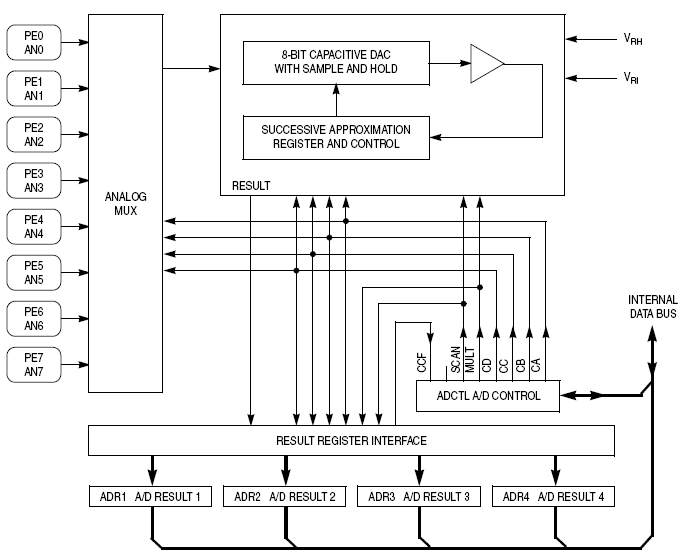 PE0
AN0
PE1
AN1
PE2
AN2
PE3
AN3
PE4
AN4
PE5
AN5
PE6
AN6
PE7
AN7
ANALOG
MUX
8-BIT CAPACITIVE DAC
WITH SAMPLE AND HOLD
SUCCESSIVE APPROXIMATION
REGISTER AND CONTROL
RESULT
VRH
VRI
INTERNAL
DATA BUS
CCF
SCAN
MULT
CD
CC
CB
CA
ADCTL A/D CONTROL
RESULT REGISTER INTERFACE
ADR1 A/D RESULT 1
ADR2 A/D RESULT 2
ADR3 A/D RESULT 3
ADR4 A/D RESULT 4